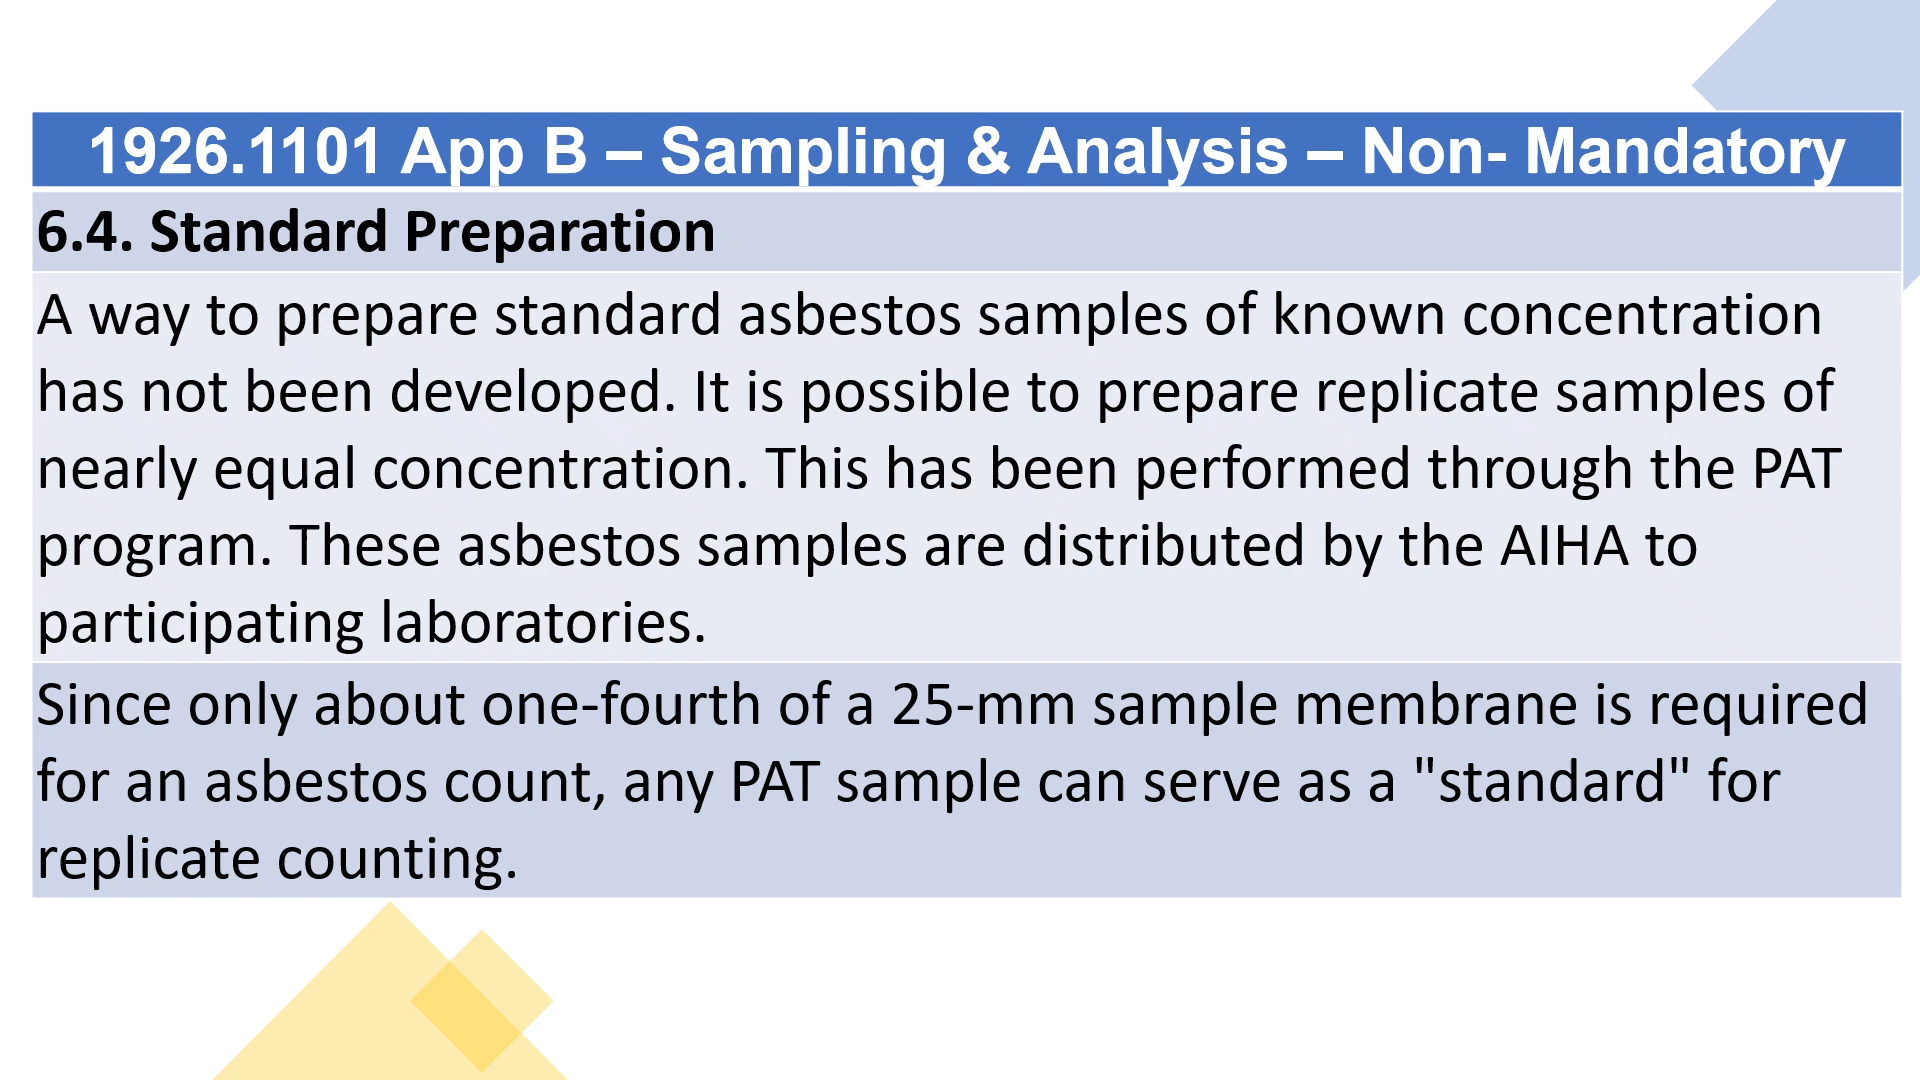 1926.1101 App B – Sampling & Analysis – Non- Mandatory
6.4. Standard Preparation
A way to prepare standard asbestos samples of known concentration
has not been developed. It is possible to prepare replicate samples of
nearly equal concentration. This has been performed through the PAT
program. These asbestos samples are distributed by the AIHA to
participating laboratories.
Since only about one-fourth of a 25-mm sample membrane is required
for an asbestos count, any PAT sample can serve as a "standard" for
replicate counting.